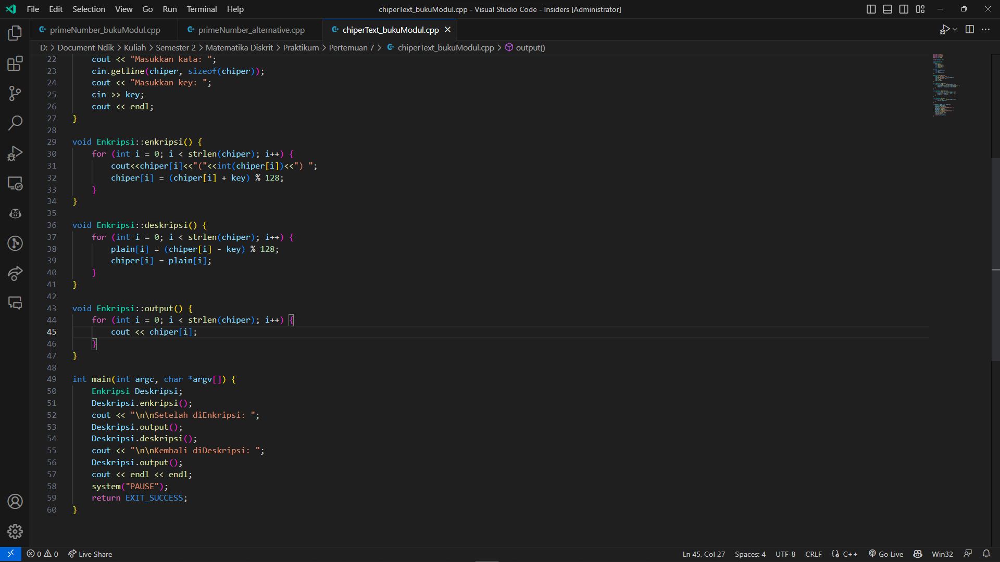 File Edit Selection View Go Run Terminal Help
chiperText_bukuModul.cpp - Visual Studio Code - Insiders [Administrator]
primeNumber_bukuModul.cpp
primeNumber_alternative.cpp
chiperText_bukuModul.cpp
D: > Document Ndik > Kuliah > Semester 2 > Matematika Diskrit > Praktikum > Pertemuan 7 > chiperText_bukuModul.cpp > output()
22 cout << "Masukkan kata: ";
23 cin.getline(chiper, sizeof(chiper));
24 cout << "Masukkan key: ";
25 cin >> key;
26 cout << endl;
27 }
28
29 void Enkripsi::enkripsi() {
30 for (int i = 0; i < strlen(chiper); i++) {
31 cout<<chiper[i]<<"("<<int(chiper[i])<<") ";
32 chiper[i] = (chiper[i] + key) % 128;
33 }
34 }
35
36 void Enkripsi::deskripsi() {
37 for (int i = 0; i < strlen(chiper); i++) {
38 plain[i] = (chiper[i] - key) % 128;
39 chiper[i] = plain[i];
40 }
41 }
42
43 void Enkripsi::output() {
44 for (int i = 0; i < strlen(chiper); i++) {
45 cout << chiper[i];
46 }
47 }
48
49 int main(int argc, char *argv[]) {
50 Enkripsi Deskripsi;
51 Deskripsi.enkripsi();
52 cout << "\n\nSetelah diEnkripsi: ";
53 Deskripsi.output();
54 Deskripsi.deskripsi();
55 cout << "\n\nKembali diDeskripsi: ";
56 Deskripsi.output();
57 cout << endl << endl;
58 system("PAUSE");
59 return EXIT_SUCCESS;
60 }
0 0 Live Share
Ln 45, Col 27 Spaces: 4 UTF-8 CRLF {} C++ Go Live Win32